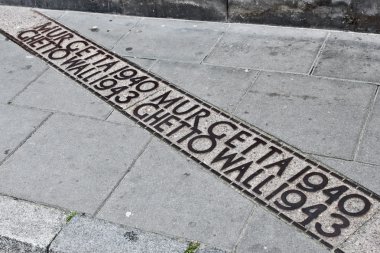 MUR GETTA 1940 MUR GETTA 1940
GHETTO WALL 1943 GHETTO WALL 1943